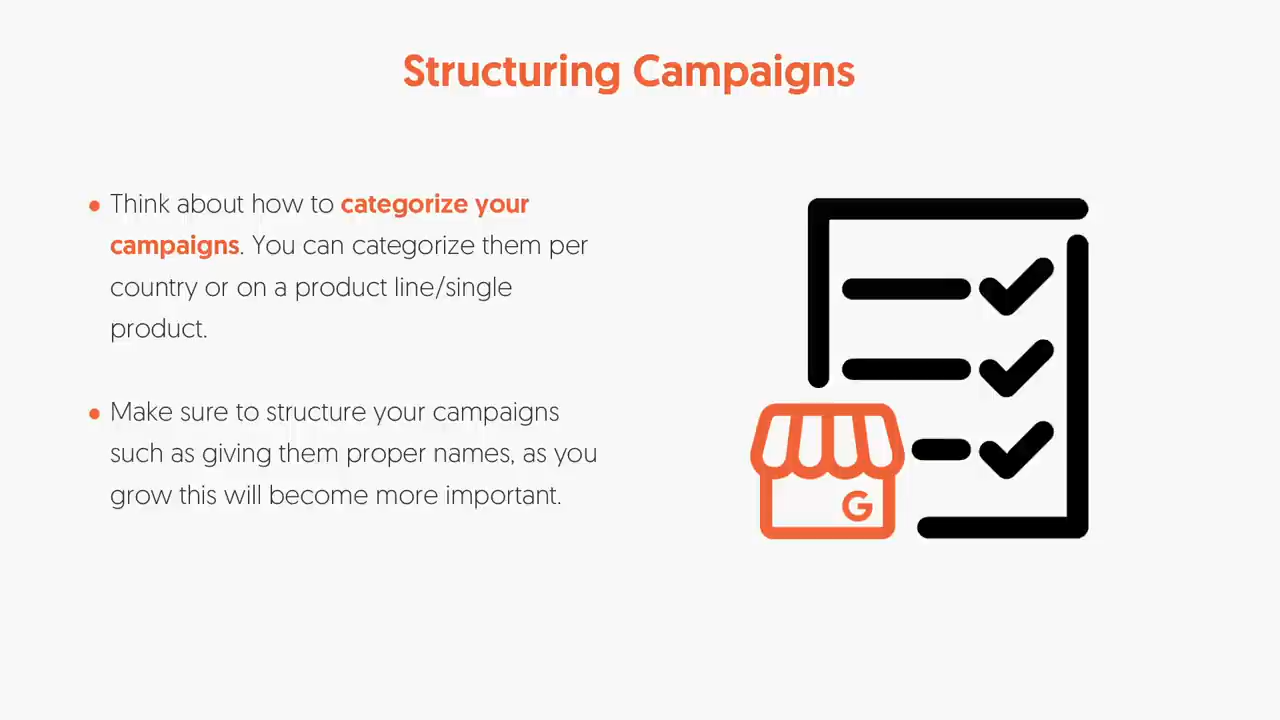 Structuring Campaigns
• Think about how to categorize your
campaigns. You can categorize them per
country or on a product line/single
product.
• Make sure to structure your campaigns
such as giving them proper names, as you
grow this will become more important.
G